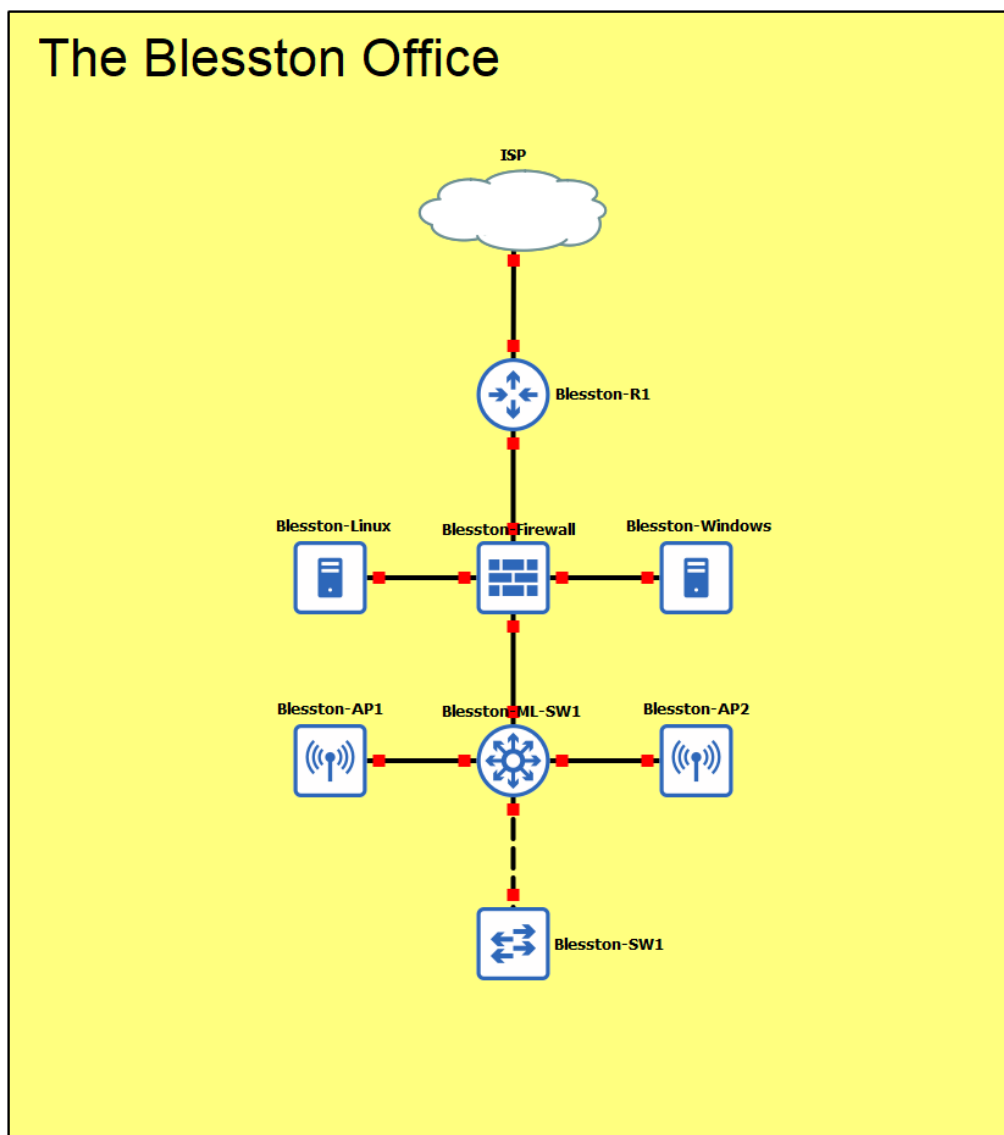 The Blesston Office
ISP
Blesston-R1
Blesston-Linux
Blesston-Firewall
Blesston-Windows
Blesston-AP1
Blesston-ML-SW1
Blesston-AP2
Blesston-SW1